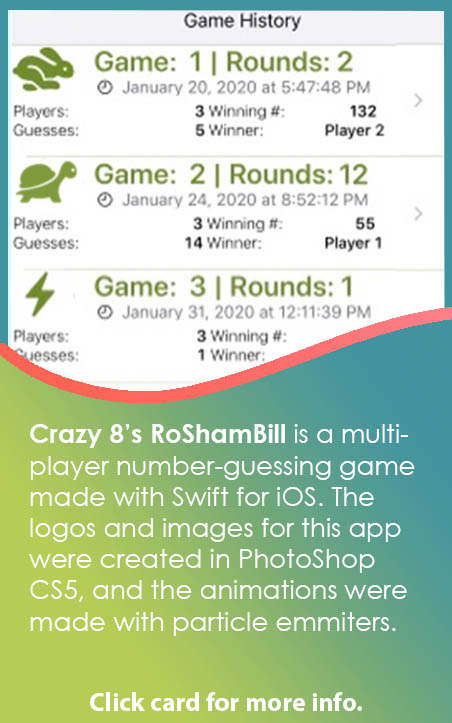 Game History
Game: 1 | Rounds: 2
January 20, 2020 at 5:47:48 PM
Players: 3 Winning #: 132
Guesses: 5 Winner: Player 2
Game: 2 | Rounds: 12
January 24, 2020 at 8:52:12 PM
Players: 3 Winning #: 55
Guesses: 14 Winner: Player 1
Game: 3 | Rounds: 1
January 31, 2020 at 12:11:39 PM
Players: 3 Winning #:
Guesses: 1 Winner:
Crazy 8’s RoShamBill is a multi-
player number-guessing game
made with Swift for iOS. The
logos and images for this app
were created in PhotoShop
CS5, and the animations were
made with particle emmiters.
Click card for more info.